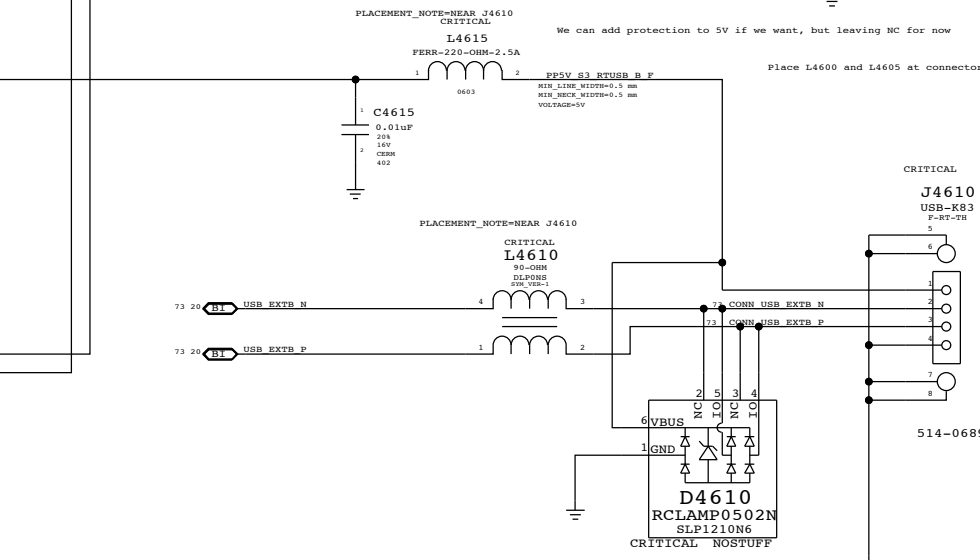 PLACEMENT_NOTE=NEAR J4610
CRITICAL
L4615
FERR-220-OHM-2.5A
1
2
0603
We can add protection to 5V if we want, but leaving NC for now
Place L4600 and L4605 at connector
PP5V_S3_RTUSB_B_F
MIN_LINE_WIDTH=0.5 mm
MIN_NECK_WIDTH=0.5 mm
VOLTAGE=5V
1
C4615
0.01uF
20%
16V
CERM
402
2
CRITICAL
J4610
USB-K83
F-RT-TH
5
6
1
2
3
4
7
8
PLACEMENT_NOTE=NEAR J4610
CRITICAL
L4610
90-OHM
DLP0NS
SYM_VER-1
73 20 BI USB_EXTB_N
4
3
73 CONN_USB_EXTB_N
73 CONN_USB_EXTB_P
73 20 BI USB_EXTB_P
1
2
514-0689
2 5 3 4
NC IO NC IO
6 VBUS
1 GND
D4610
RCLAMP0502N
SLP1210N6
CRITICAL NOSTUFF